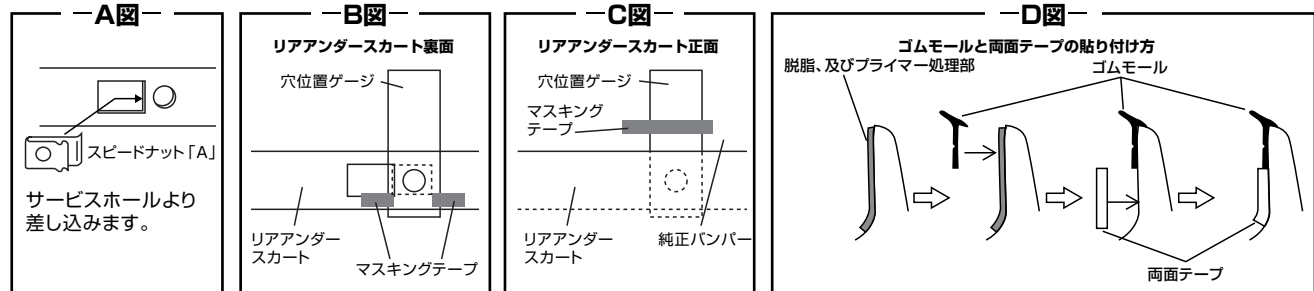 A図
スピードナット「A」
サービスホールより
差し込みます。
B図
リアアンダースカート裏面
穴位置ゲージ
リアアンダー
スカート
マスキングテープ
C図
リアアンダースカート正面
穴位置ゲージ
マスキング
テープ
リアアンダー
スカート
純正バンパー
D図
ゴムモールと両面テープの貼り付け方
脱脂、及びプライマー処理部
ゴムモール
両面テープ